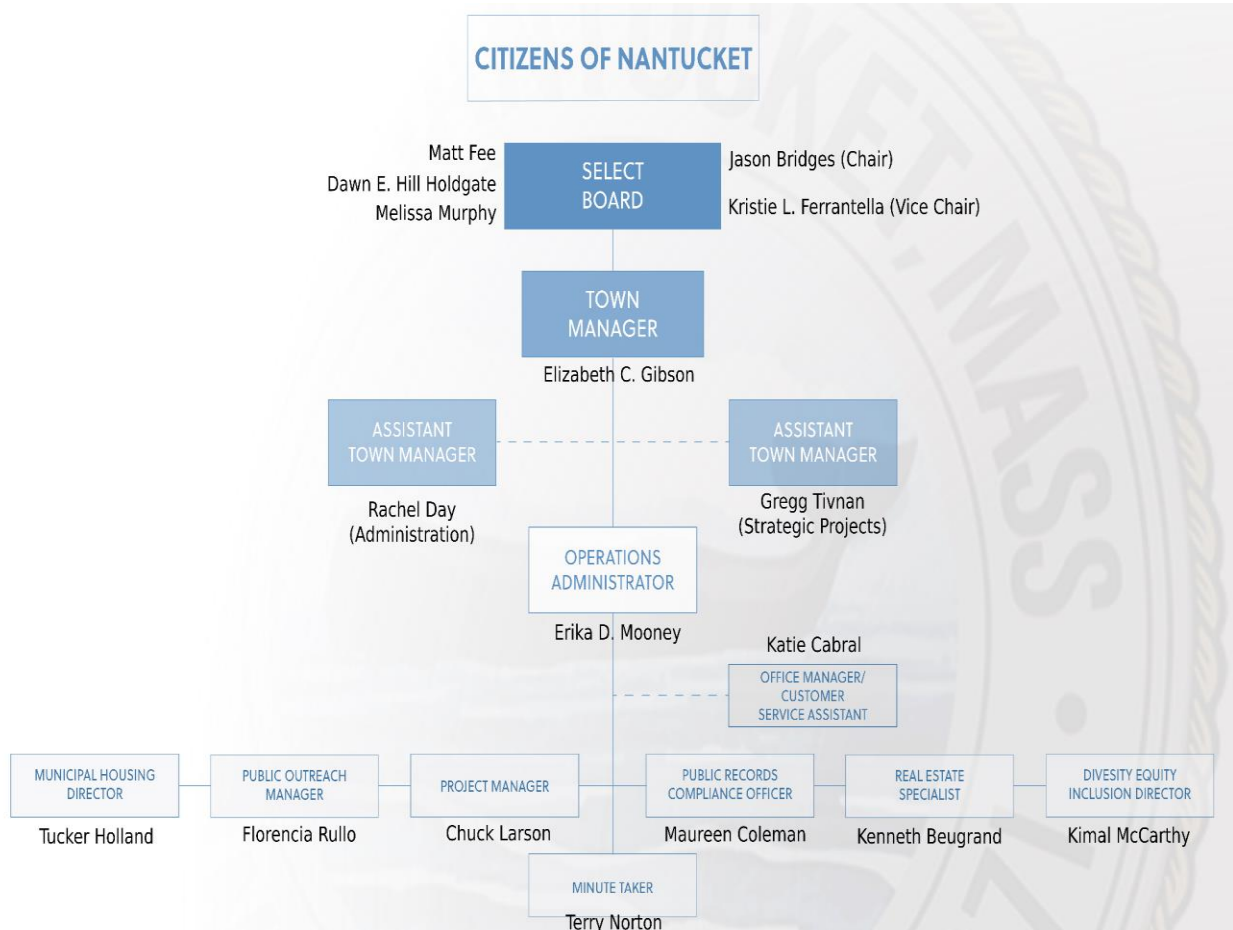 CITIZENS OF NANTUCKET
Matt Fee
Dawn E. Hill Holdgate
Melissa Murphy
SELECT
BOARD
Jason Bridges (Chair)
Kristie L. Ferrantella (Vice Chair)
TOWN
MANAGER
Elizabeth C. Gibson
ASSISTANT
TOWN MANAGER
Rachel Day
(Administration)
ASSISTANT
TOWN MANAGER
Gregg Tivnan
(Strategic Projects)
OPERATIONS
ADMINISTRATOR
Erika D. Mooney
Katie Cabral
OFFICE MANAGER/
CUSTOMER
SERVICE ASSISTANT
MUNICIPAL HOUSING
DIRECTOR
Tucker Holland
PUBLIC OUTREACH
MANAGER
Florencia Rullo
PROJECT MANAGER
Chuck Larson
PUBLIC RECORDS
COMPLIANCE OFFICER
Maureen Coleman
REAL ESTATE
SPECIALIST
Kenneth Beugrand
DIVESITY EQUITY
INCLUSION DIRECTOR
Kimal McCarthy
MINUTE TAKER
Terry Norton
TUCKET, MASS •